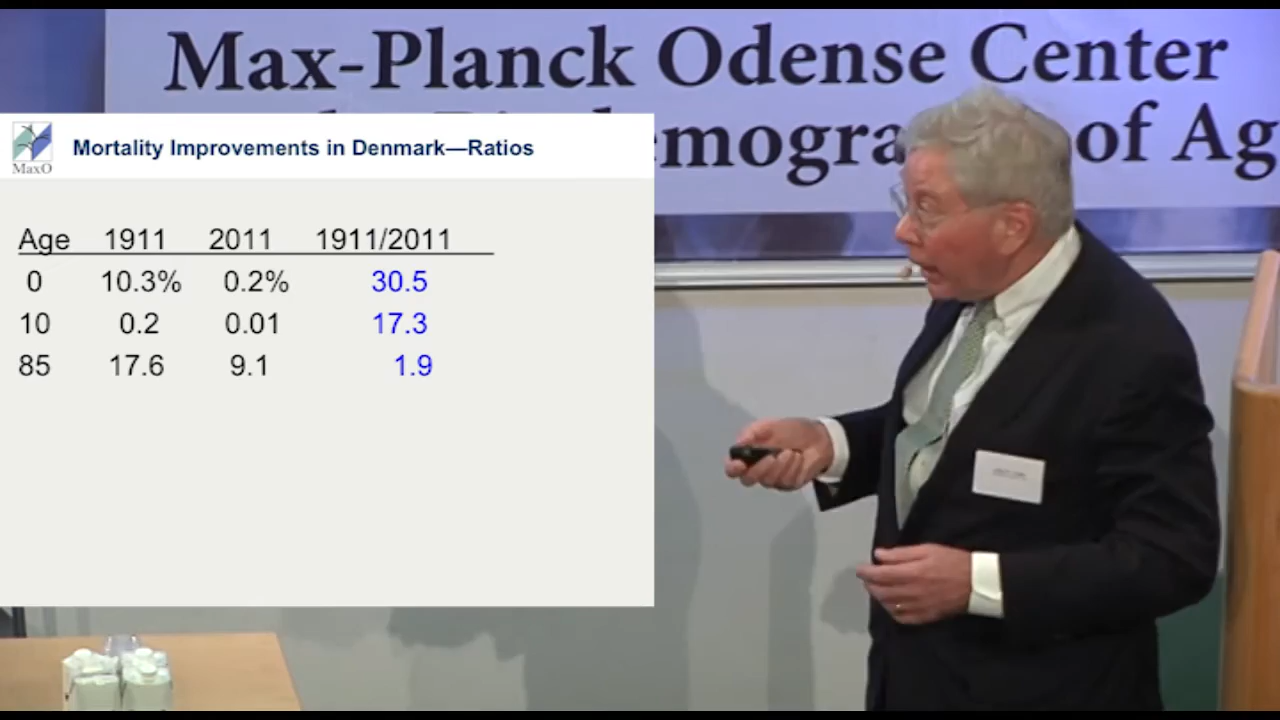 Max-Planck Odense Center
emogra of Ag
MaxO
Mortality Improvements in Denmark—Ratios
Age 1911 2011 1911/2011
0 10.3% 0.2% 30.5
10 0.2 0.01 17.3
85 17.6 9.1 1.9